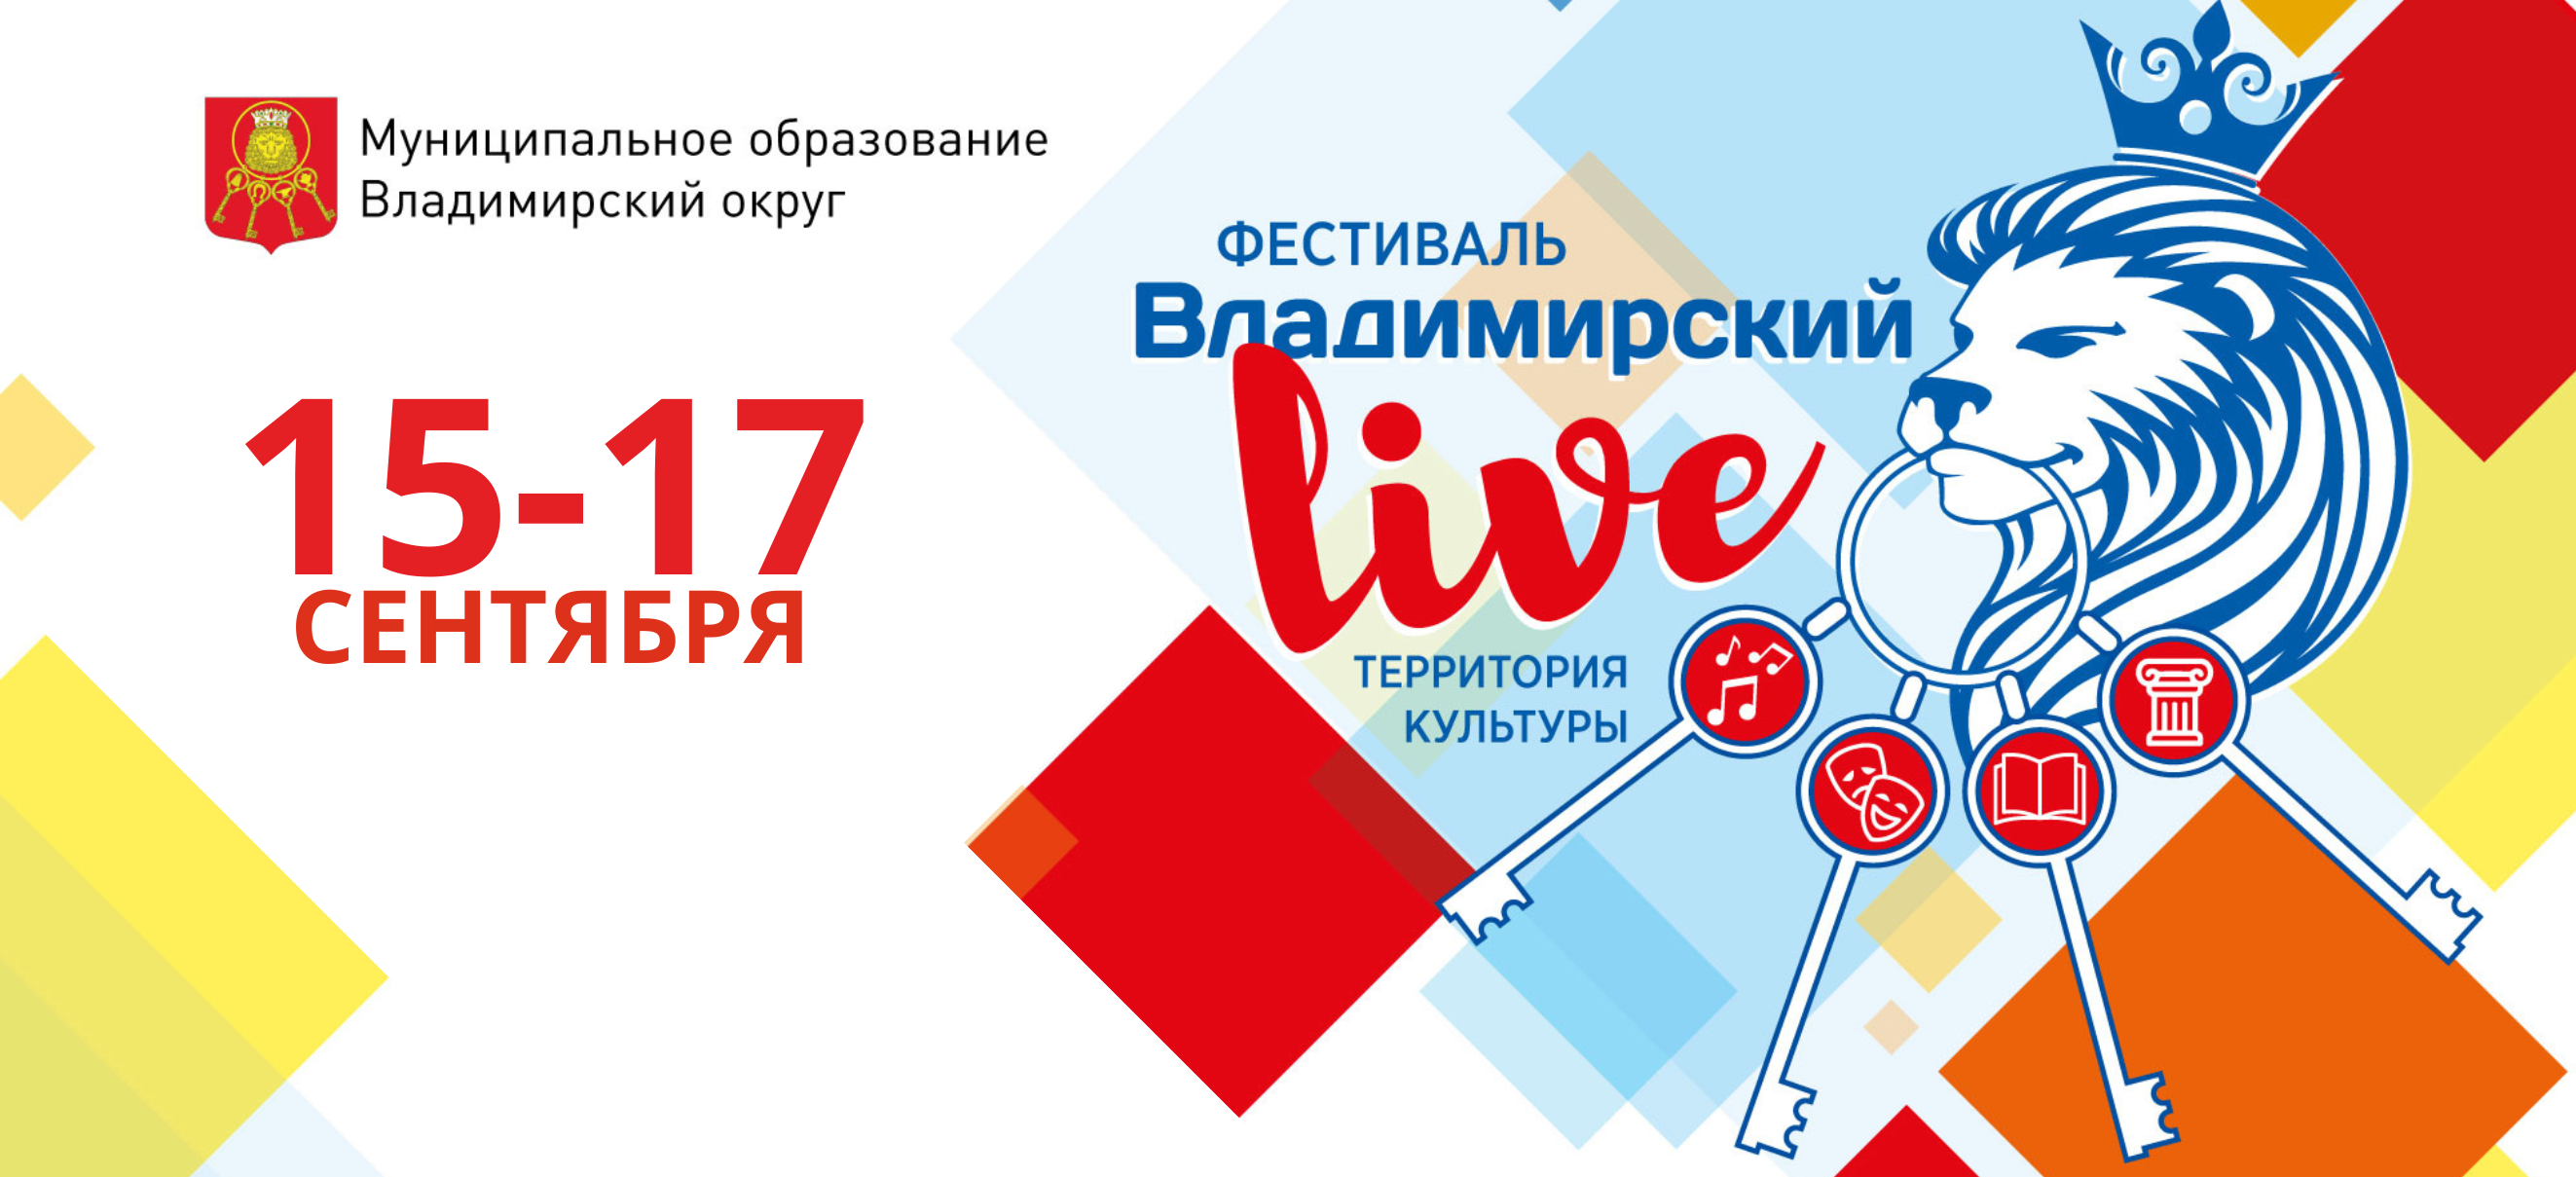 Муниципальное образование
Владимирский округ
15-17
СЕНТЯБРЯ
ФЕСТИВАЛЬ
Владимирский
live
ТЕРРИТОРИЯ
КУЛЬТУРЫ